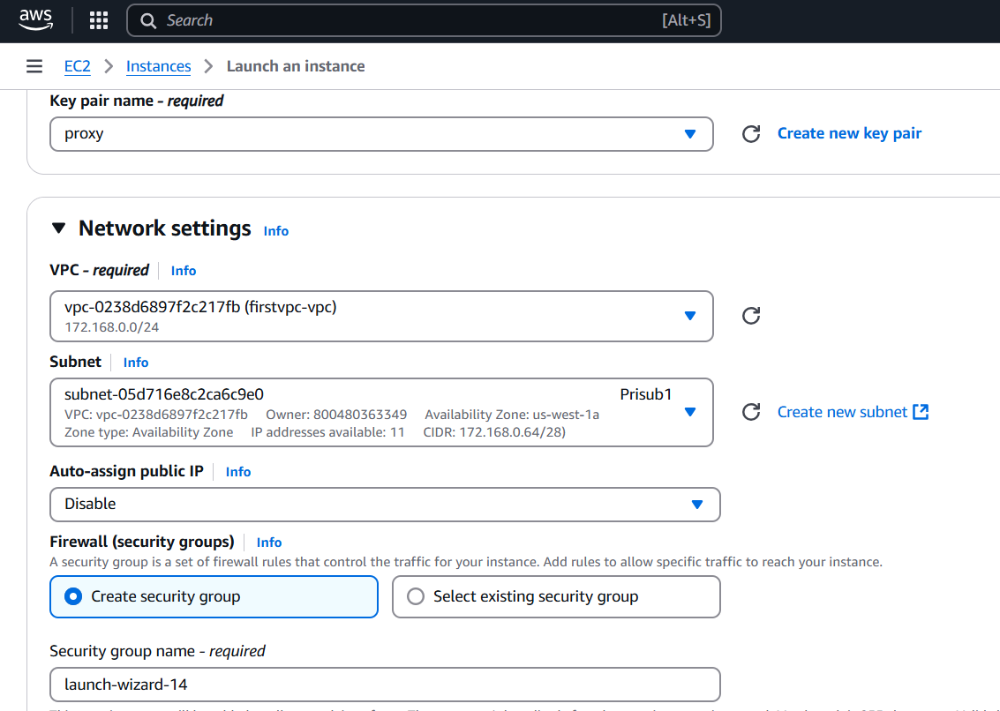 aws
Search [Alt+S]
EC2 Instances Launch an instance
Key pair name - required
proxy
Create new key pair
Network settings Info
VPC - required Info
vpc-0238d6897f2c217fb (firstvpc-vpc)
172.168.0.0/24
Subnet Info
subnet-05d716e8c2ca6c9e0 Prisub1
VPC: vpc-0238d6897f2c217fb Owner: 800480363349 Availability Zone: us-west-1a
Create new subnet
Zone type: Availability Zone IP addresses available: 11 CIDR: 172.168.0.64/28)
Auto-assign public IP Info
Disable
Firewall (security groups) Info
A security group is a set of firewall rules that control the traffic for your instance. Add rules to allow specific traffic to reach your instance.
Create security group Select existing security group
Security group name - required
launch-wizard-14